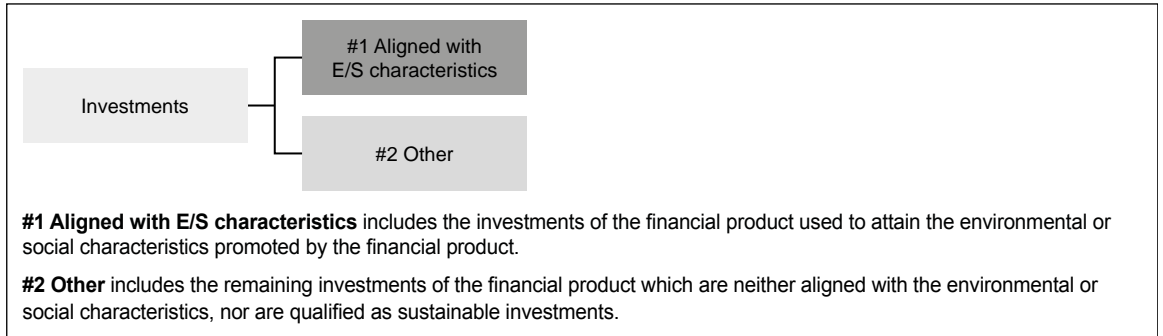 #1 Aligned with
E/S characteristics
Investments
#2 Other
#1 Aligned with E/S characteristics includes the investments of the financial product used to attain the environmental or
social characteristics promoted by the financial product.
#2 Other includes the remaining investments of the financial product which are neither aligned with the environmental or
social characteristics, nor are qualified as sustainable investments.